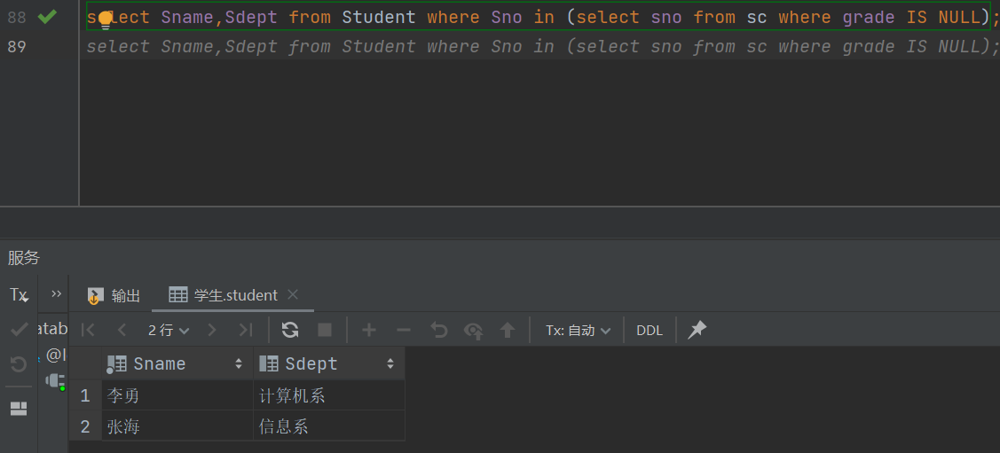 88 select Sname,Sdept from Student where Sno in (select sno from sc where grade IS NULL);
89 select Sname,Sdept from Student where Sno in (select sno from sc where grade IS NULL);
服务
Tx 输出 学生.student
atab 2 行 Tx: 自动 DDL
@l
Sname Sdept
1 李勇 计算机系
2 张海 信息系